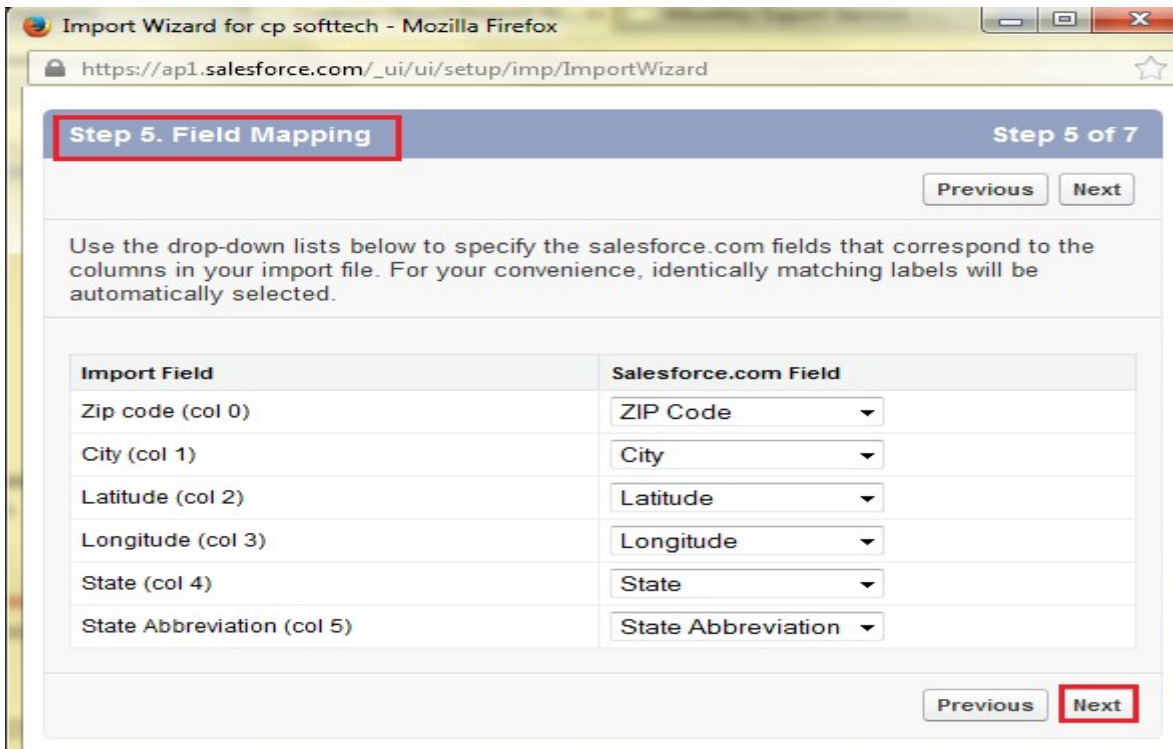 Import Wizard for cp softtech - Mozilla Firefox
https://ap1.salesforce.com/_ui/ui/setup/imp/ImportWizard
Step 5. Field Mapping Step 5 of 7
Previous Next
Use the drop-down lists below to specify the salesforce.com fields that correspond to the
columns in your import file. For your convenience, identically matching labels will be
automatically selected.
Import Field Salesforce.com Field
Zip code (col 0) ZIP Code
City (col 1) City
Latitude (col 2) Latitude
Longitude (col 3) Longitude
State (col 4) State
State Abbreviation (col 5) State Abbreviation
Previous Next